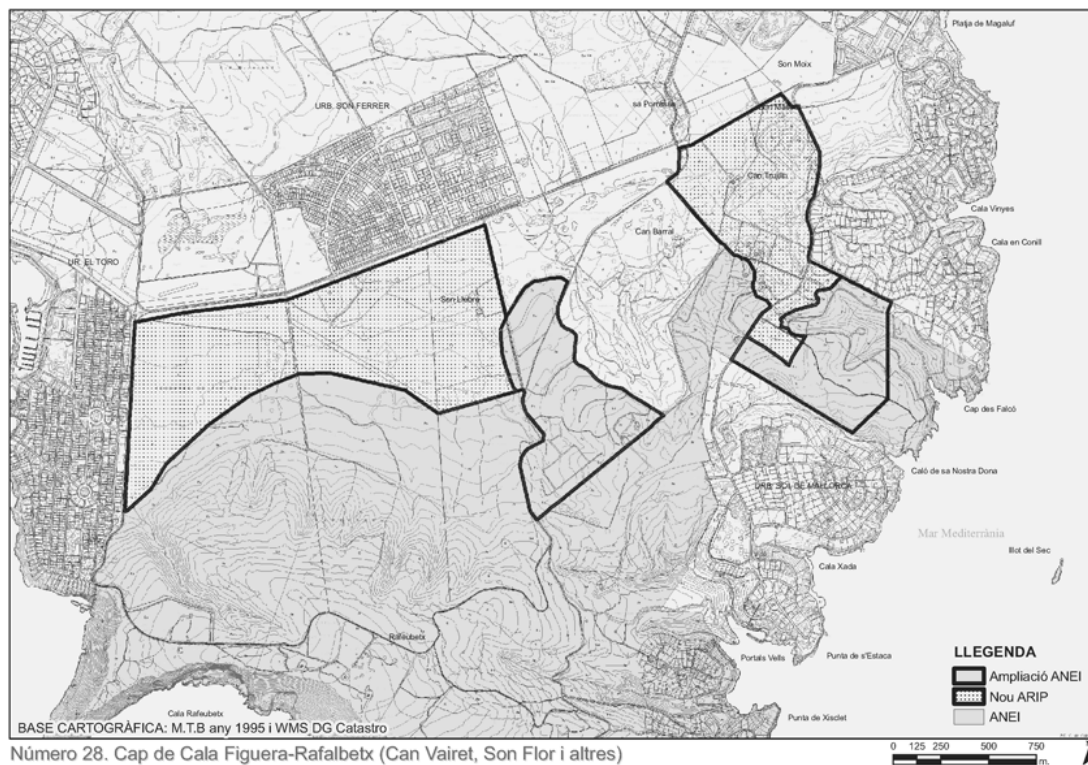 Platja de Magaluf
Son Moix
URB. SON FERRER
sa Porrassa
Can Trujillo
Cala Vinyes
Can Barral
Cala en Conill
UR. EL TORO
Son Llebra
Cap des Falcó
Caló de sa Nostra Dona
URB. SOL DE MALLORCA
Mar Mediterrània
Illot del Sec
Cala Xada
Rafeubetx
Portals Vells
Punta de s'Estaca
LLEGENDA
Ampliació ANEI
Nou ARIP
ANEI
Cala Rafeubetx
Punta de Xisclet
BASE CARTOGRÀFICA: M.T.B any 1995 i WMS DG Catastro
Número 28. Cap de Cala Figuera-Rafalbetx (Can Vairet, Son Flor i altres)
0 125 250 500 750
m.